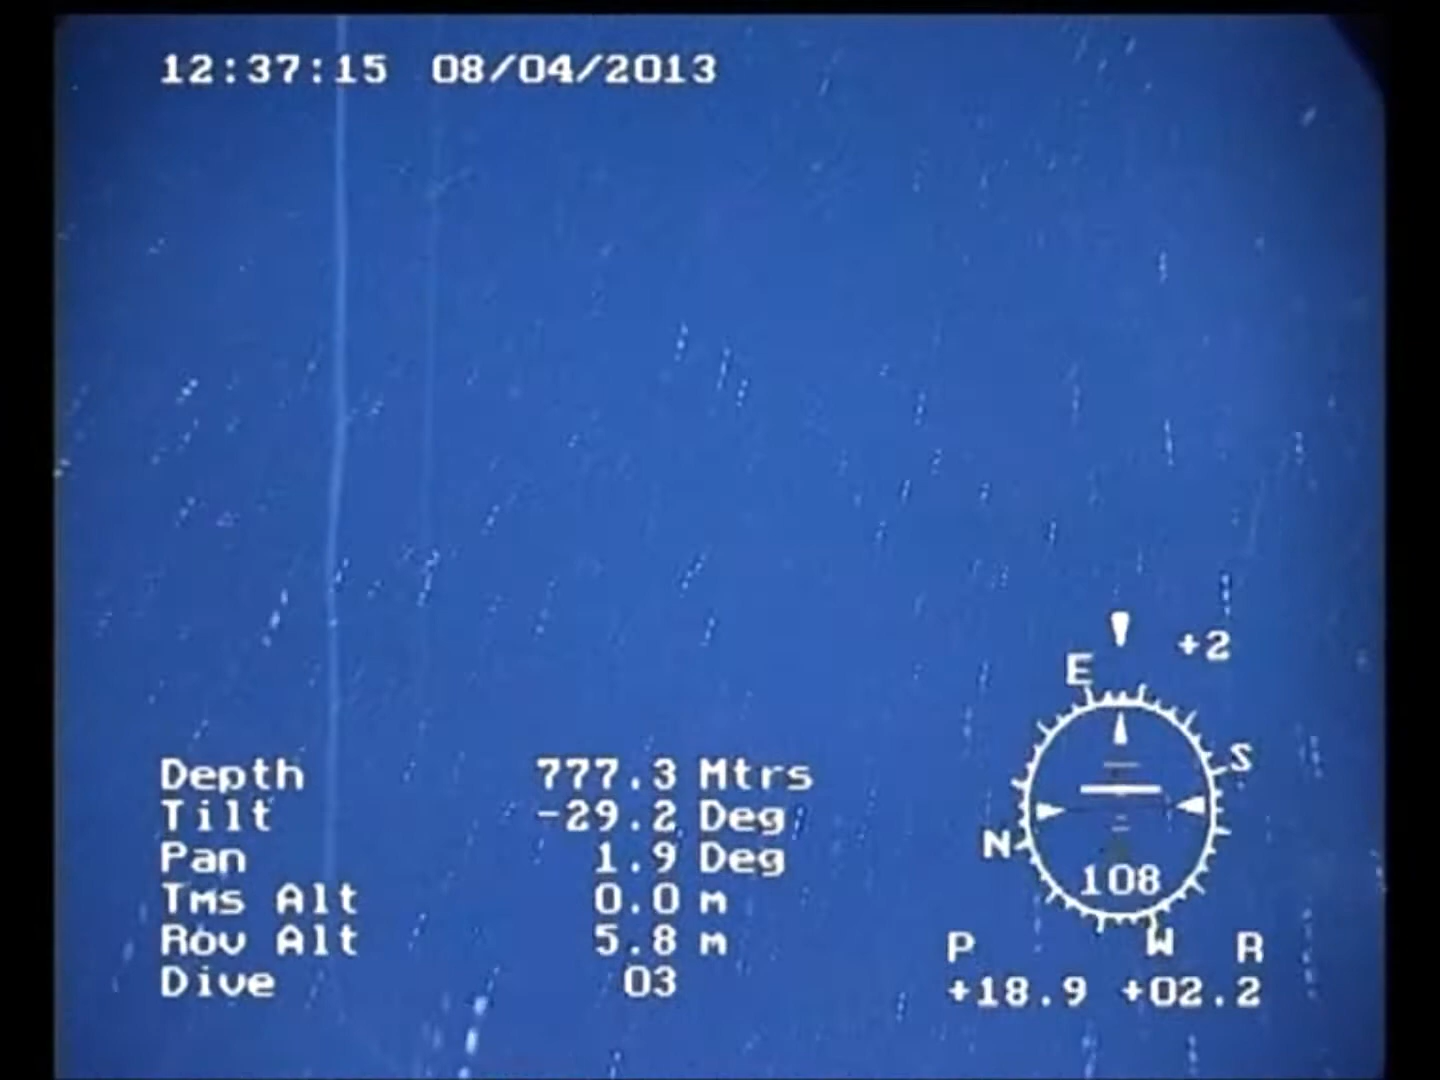 12:37:15 08/04/2013
+2
E
S
N
108
Depth 777.3 Mtrs
Tilt -29.2 Deg
Pan 1.9 Deg
Tms Alt 0.0 m
Rov Alt 5.8 m
Dive 03
P W R
+18.9 +02.2